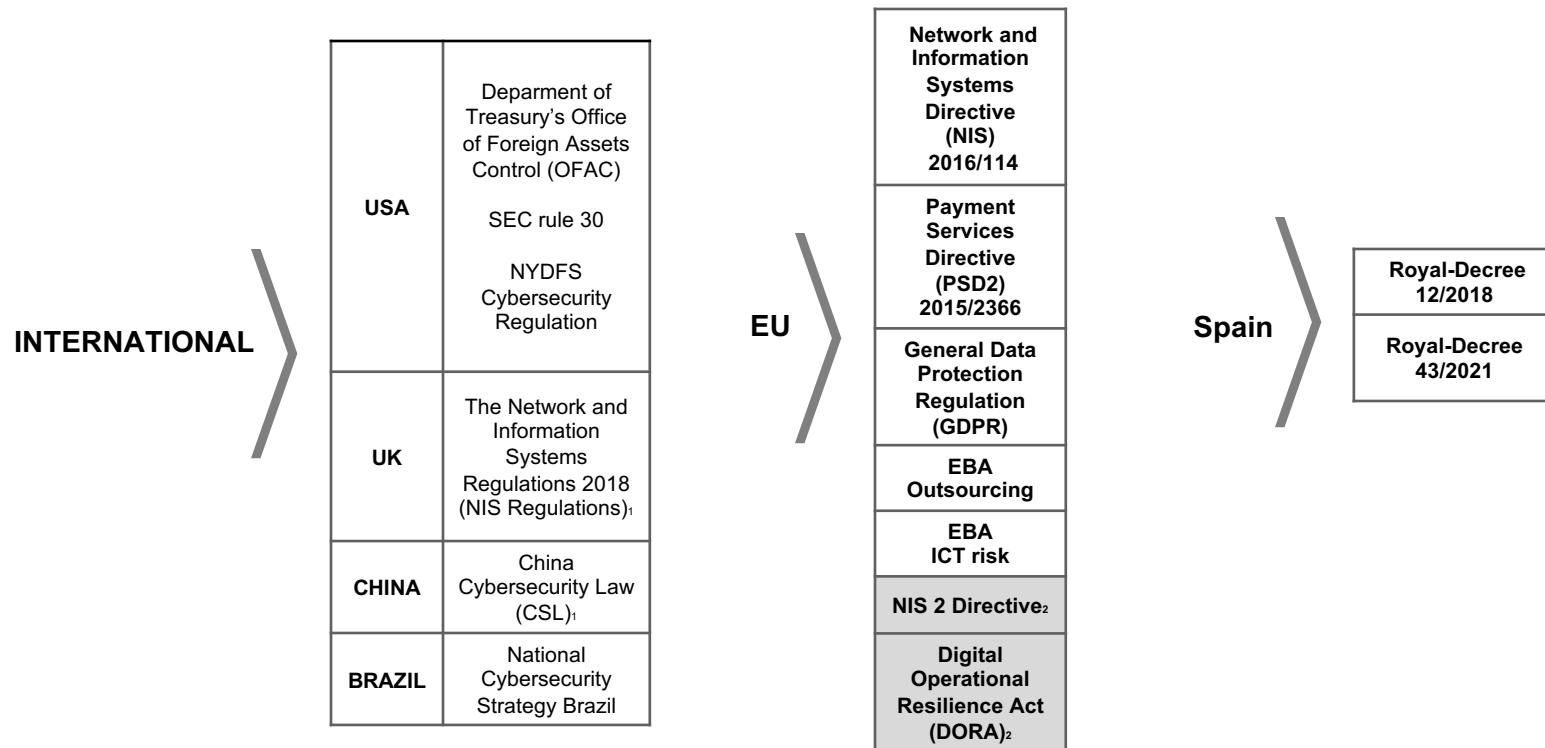 INTERNATIONAL
USA
Deparment of
Treasury’s Office
of Foreign Assets
Control (OFAC)
SEC rule 30
NYDFS
Cybersecurity
Regulation
UK
The Network and
Information
Systems
Regulations 2018
(NIS Regulations)1
CHINA
China
Cybersecurity Law
(CSL)1
BRAZIL
National
Cybersecurity
Strategy Brazil
EU
Network and
Information
Systems
Directive
(NIS)
2016/114
Payment
Services
Directive
(PSD2)
2015/2366
General Data
Protection
Regulation
(GDPR)
EBA
Outsourcing
EBA
ICT risk
NIS 2 Directive2
Digital
Operational
Resilience Act
(DORA)2
Spain
Royal-Decree
12/2018
Royal-Decree
43/2021